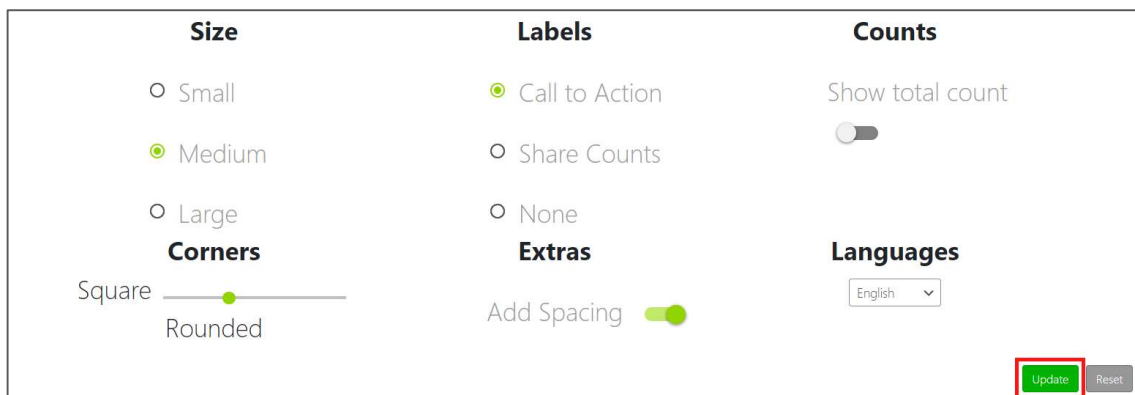 Size
Labels
Counts
Small
Call to Action
Show total count
Medium
Share Counts
Large
None
Corners
Extras
Languages
Square
Rounded
Add Spacing
English
Update
Reset